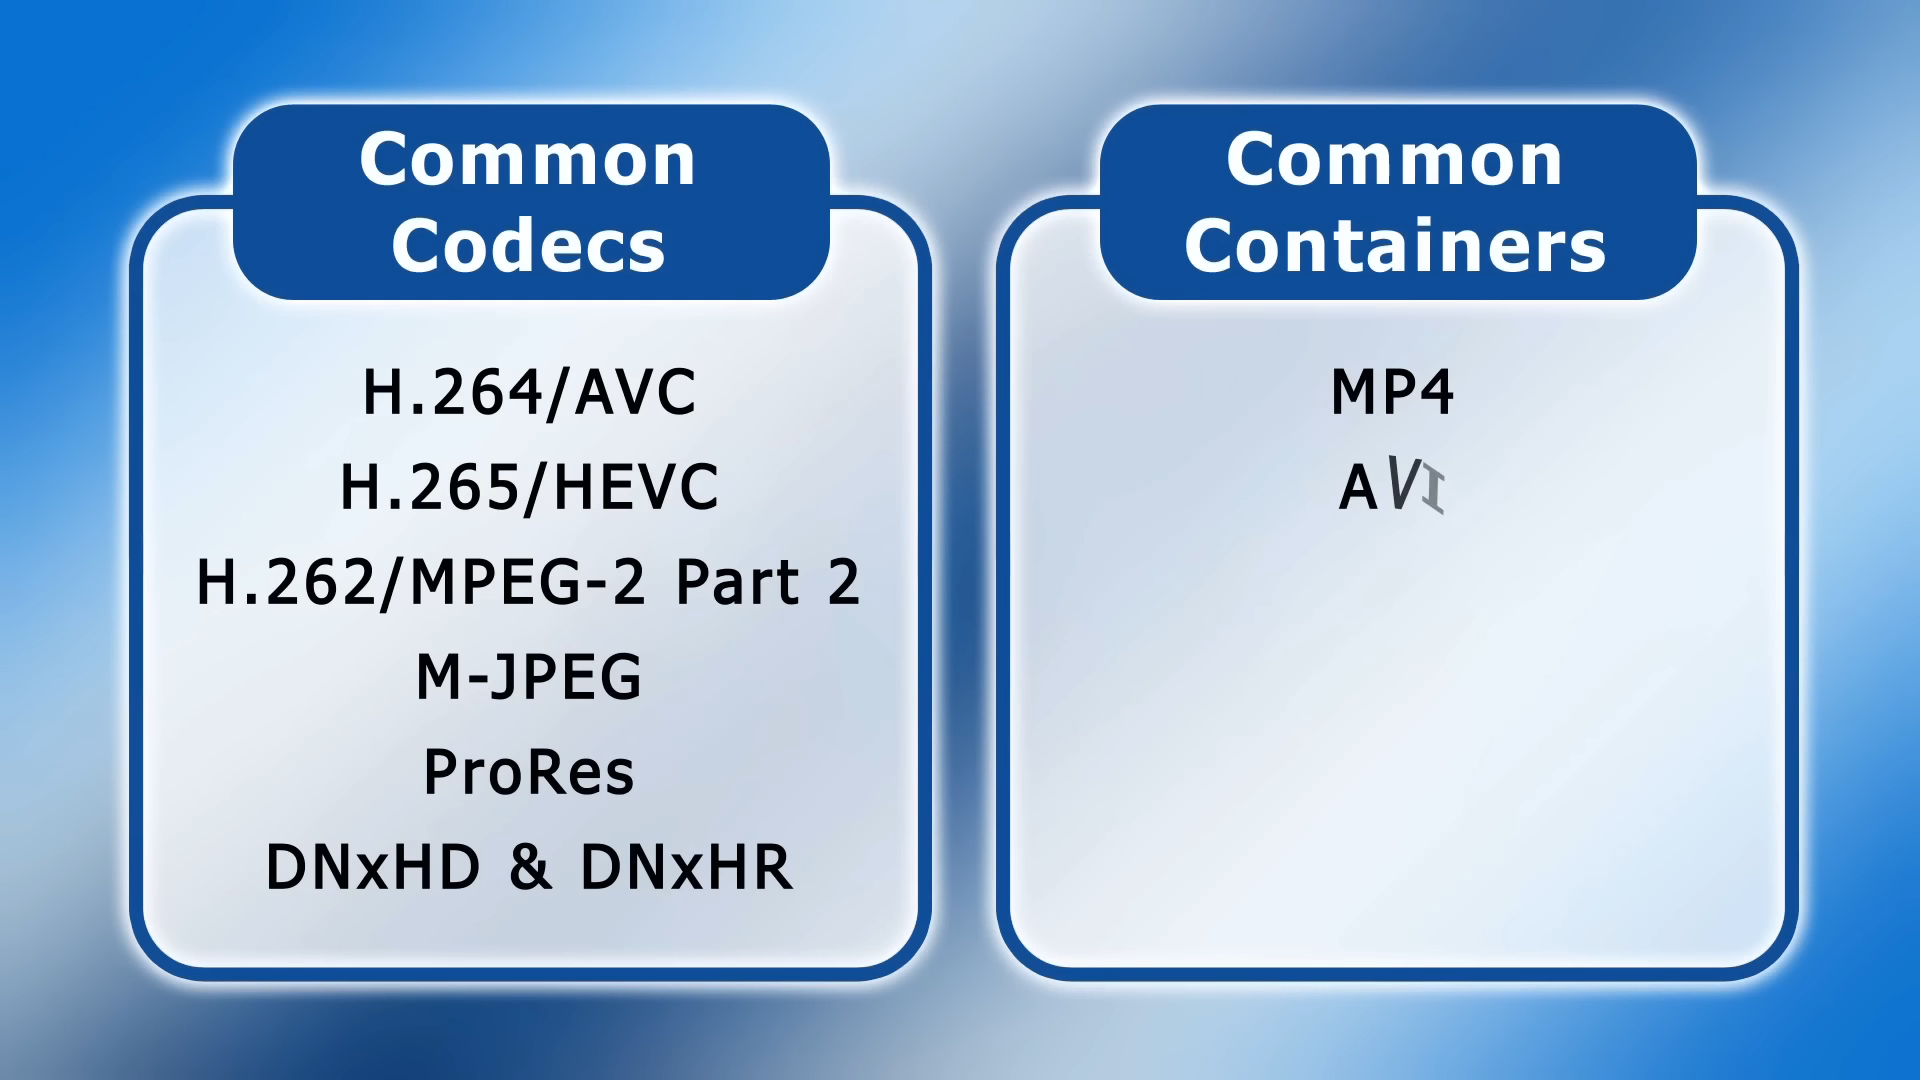 Common
Codecs
H.264/AVC
H.265/HEVC
H.262/MPEG-2 Part 2
M-JPEG
ProRes
DNxHD & DNxHR
Common
Containers
MP4
AVI